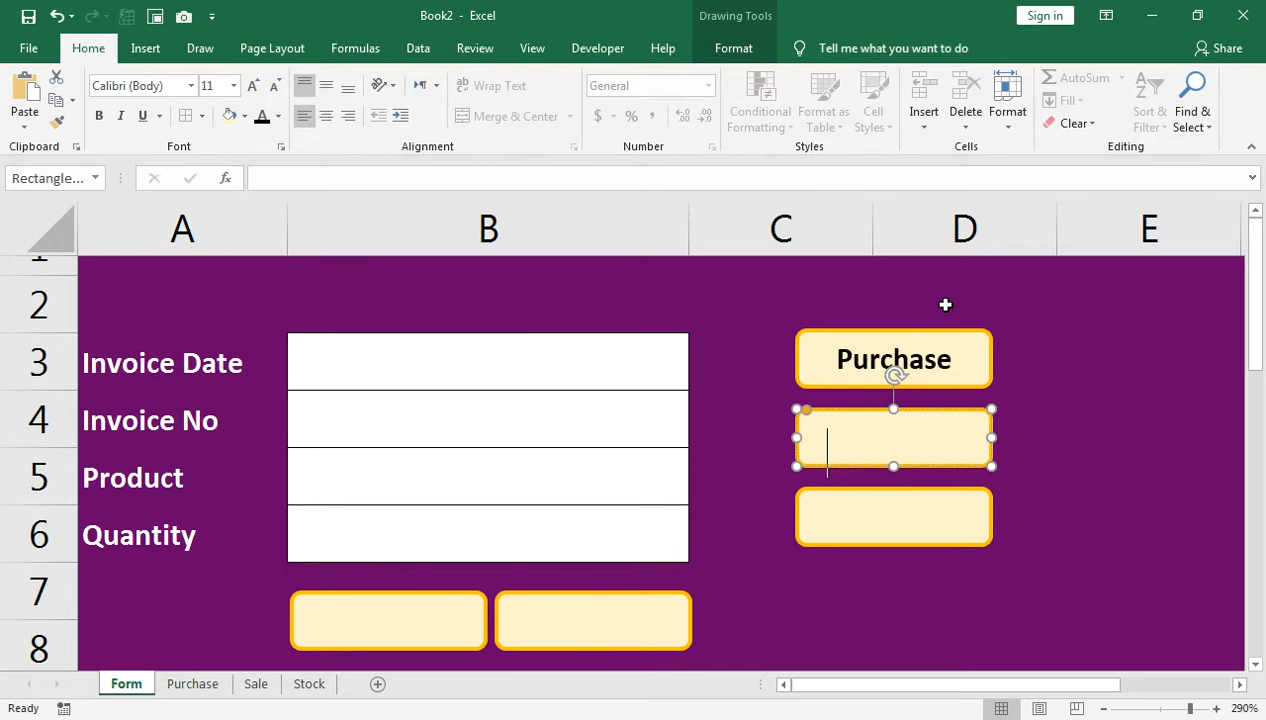 Book2 - Excel
Drawing Tools
Sign in
File
Home
Insert
Draw
Page Layout
Formulas
Data
Review
View
Developer
Help
Format
Tell me what you want to do
Share
Paste
Calibri (Body)
11
A A
B I U
A
Wrap Text
Merge & Center
General
$ % ,
Conditional Formatting
Format as Table
Cell Styles
Insert
Delete
Format
AutoSum
Fill
Clear
Sort & Filter
Find & Select
Clipboard
Font
Alignment
Number
Styles
Cells
Editing
Rectangle...
fx
A B C D E
1
2
3 Invoice Date
Purchase
4 Invoice No
5 Product
6 Quantity
7
8
Form
Purchase
Sale
Stock
Ready
290%